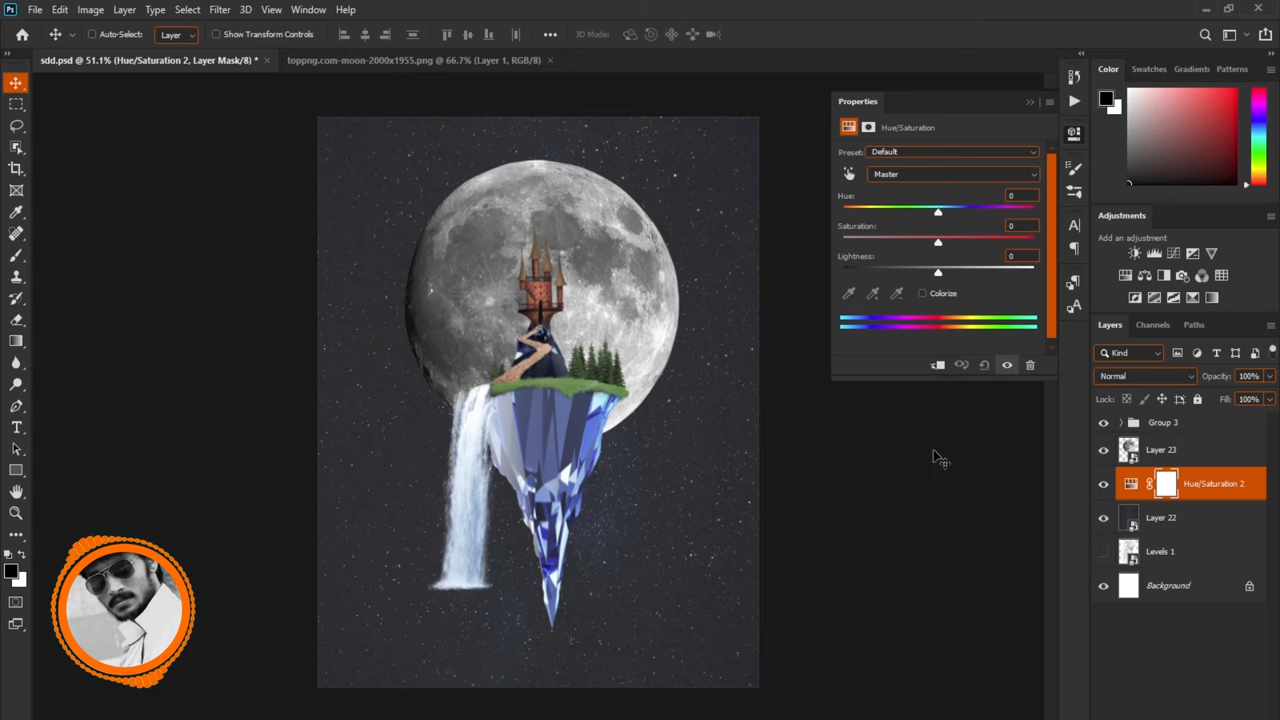 Ps File Edit Image Layer Type Select Filter 3D View Window Help
Auto-Select: Layer Show Transform Controls 3D Mode:
sdd.psd @ 51.1% (Hue/Saturation 2, Layer Mask/8) * × toppng.com-moon-2000x1955.png @ 66.7% (Layer 1, RGB/8) ×
Properties
Hue/Saturation
Preset: Default
Master
Hue: 0
Saturation: 0
Lightness: 0
Colorize
Color Swatches Gradients Patterns
Adjustments
Add an adjustment
Layers Channels Paths
Kind
Normal Opacity: 100%
Lock: Fill: 100%
Group 3
Layer 23
Hue/Saturation 2
Layer 22
Levels 1
Background